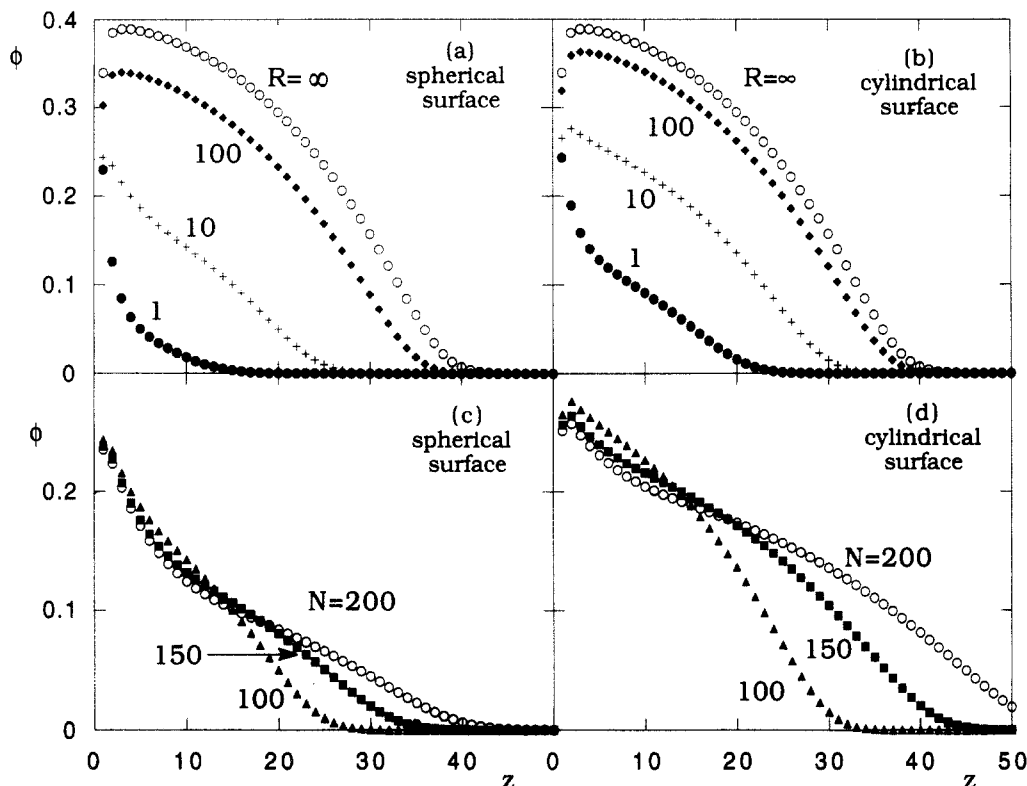 0.4
ϕ
0.3
0.2
0.1
0
R=∞
(a)
spherical
surface
100
10
1
R=∞
(b)
cylindrical
surface
100
10
1
ϕ
0.2
0.1
0
(c)
spherical
surface
N=200
150
100
(d)
cylindrical
surface
N=200
150
100
0 10 20 30 40 0 10 20 30 40 50
z z